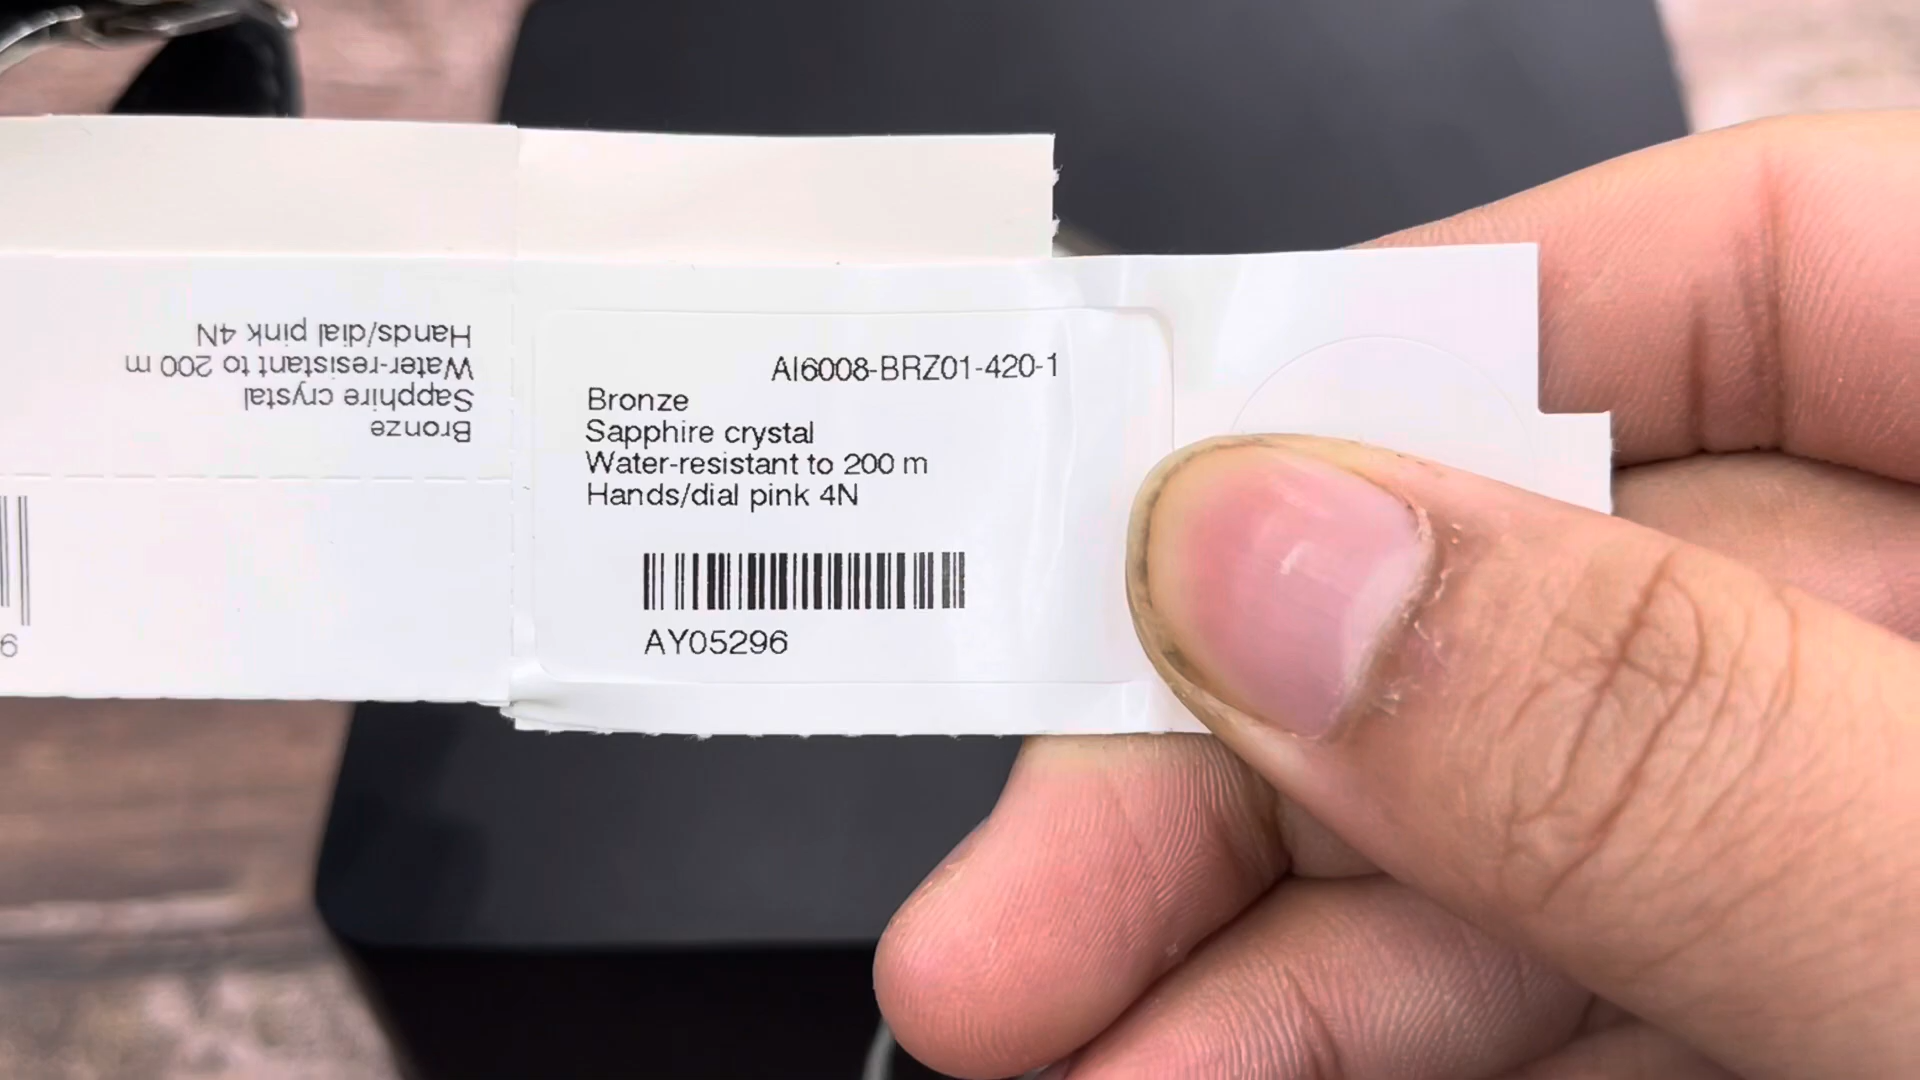 Hands/dial pink 4N
Water-resistant to 200 m
Sapphire crystal
Bronze
9
AI6008-BRZ01-420-1
Bronze
Sapphire crystal
Water-resistant to 200 m
Hands/dial pink 4N
AY05296